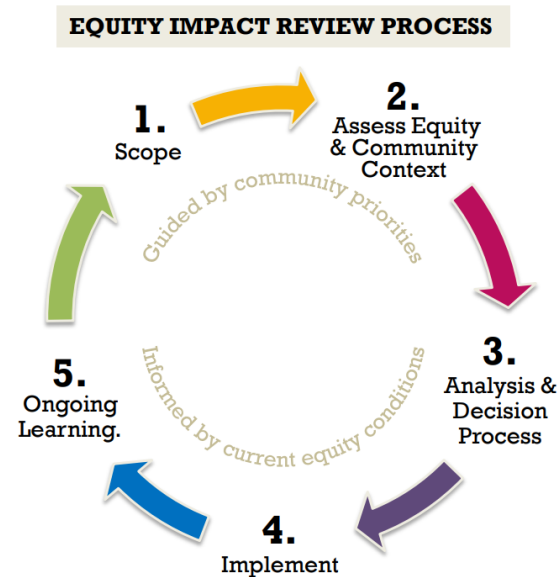 EQUITY IMPACT REVIEW PROCESS
1.
Scope
2.
Assess Equity
& Community
Context
Guided by community priorities
Informed by current equity conditions
3.
Analysis &
Decision
Process
4.
Implement
5.
Ongoing
Learning.